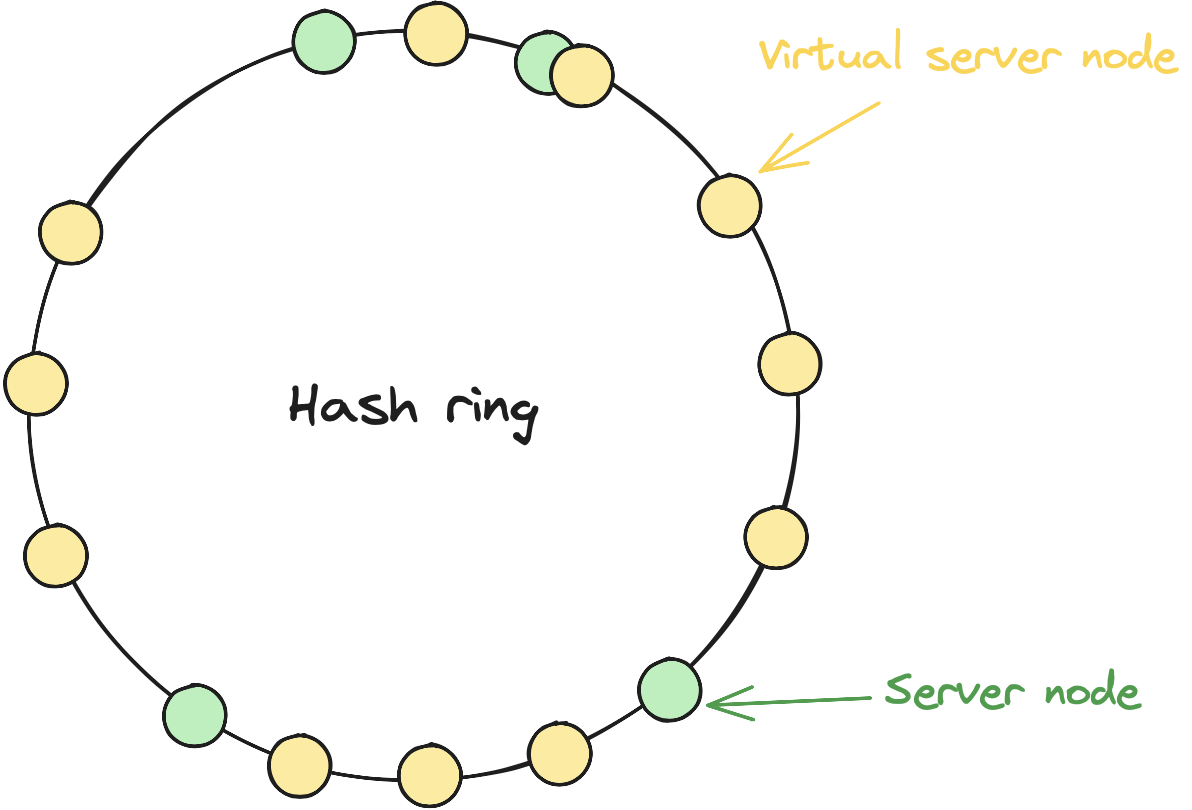 Virtual server node
Hash ring
Server node